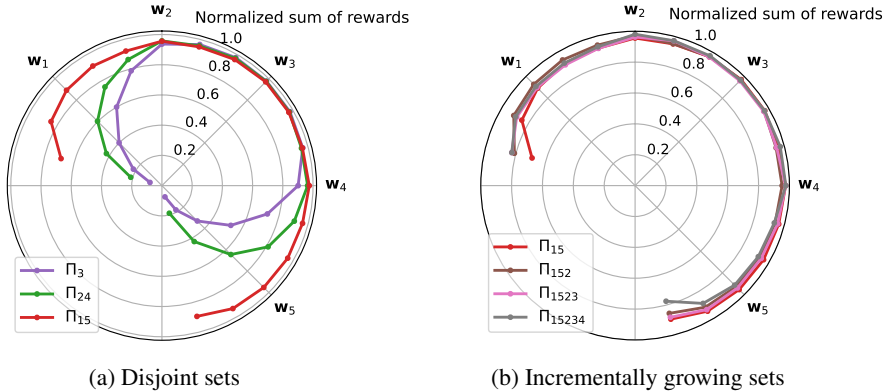 w₂
Normalized sum of rewards
w₁
1.0
0.8
w₃
0.6
0.4
0.2
w₄
Π₃
Π₂₄
Π₁₅
w₅
(a) Disjoint sets
w₂
Normalized sum of rewards
w₁
1.0
0.8
w₃
0.6
0.4
0.2
w₄
Π₁₅
Π₁₅₂
Π₁₅₂₃
Π₁₅₂₃₄
w₅
(b) Incrementally growing sets